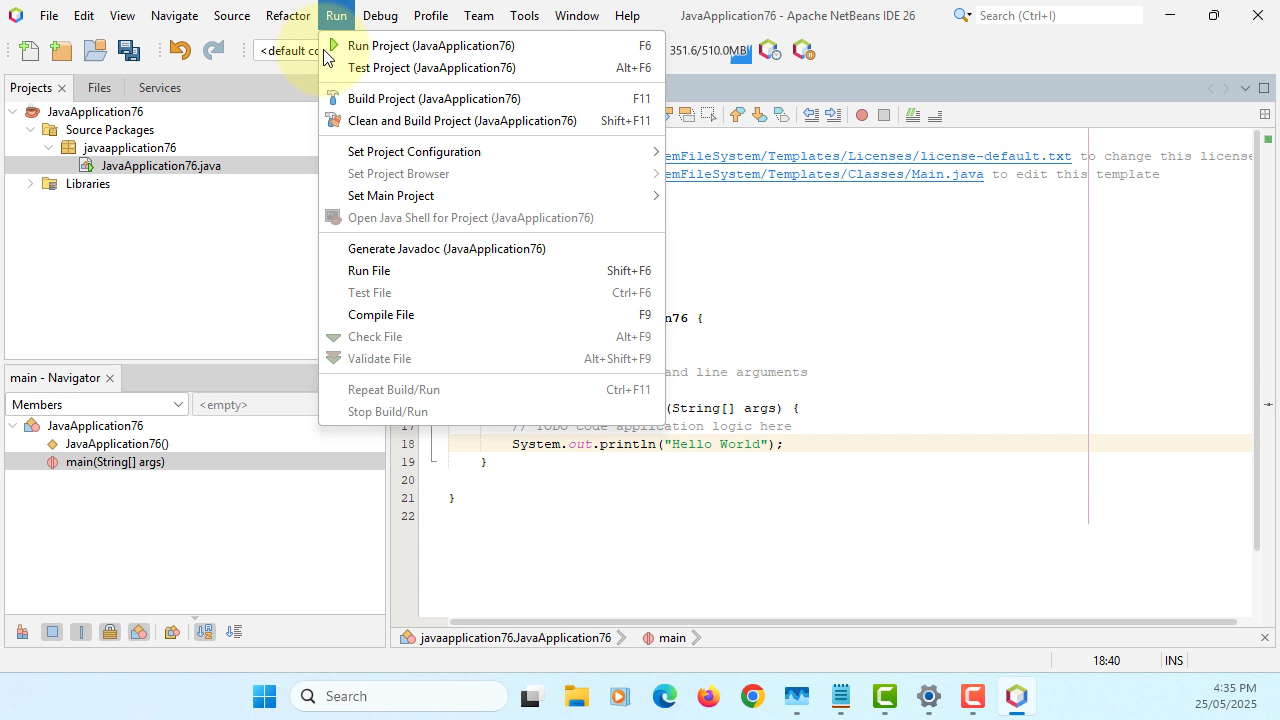 File Edit View Navigate Source Refactor Run Debug Profile Team Tools Window Help JavaApplication76 - Apache NetBeans IDE 26 Search (Ctrl+I)
<default co 351.6/510.0MB
Run Project (JavaApplication76) F6
Test Project (JavaApplication76) Alt+F6
Build Project (JavaApplication76) F11
Clean and Build Project (JavaApplication76) Shift+F11
Set Project Configuration
Set Project Browser
Set Main Project
Open Java Shell for Project (JavaApplication76)
Generate Javadoc (JavaApplication76)
Run File Shift+F6
Test File Ctrl+F6
Compile File F9
Check File Alt+F9
Validate File Alt+Shift+F9
Repeat Build/Run Ctrl+F11
Stop Build/Run
Projects Files Services
JavaApplication76
Source Packages
javaapplication76
JavaApplication76.java
Libraries
main - Navigator
Members <empty>
JavaApplication76
JavaApplication76()
main(String[] args)
emFileSystem/Templates/Licenses/license-default.txt to change this license
emFileSystem/Templates/Classes/Main.java to edit this template
n76 {
and line arguments
(String[] args) {
17 // TODO code application logic here
18 System.out.println("Hello World");
19 }
20
21 }
22
javaapplication76.JavaApplication76 main
18:40 INS
Search
4:35 PM
25/05/2025